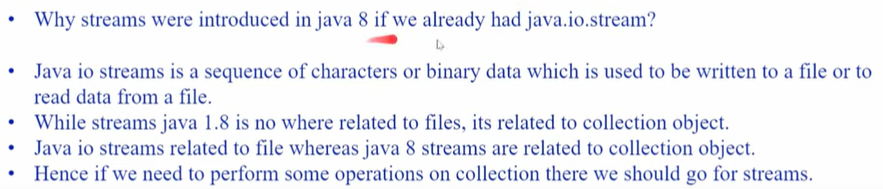 • Why streams were introduced in java 8 if we already had java.io.stream?
• Java io streams is a sequence of characters or binary data which is used to be written to a file or to
read data from a file.
• While streams java 1.8 is no where related to files, its related to collection object.
• Java io streams related to file whereas java 8 streams are related to collection object.
• Hence if we need to perform some operations on collection there we should go for streams.